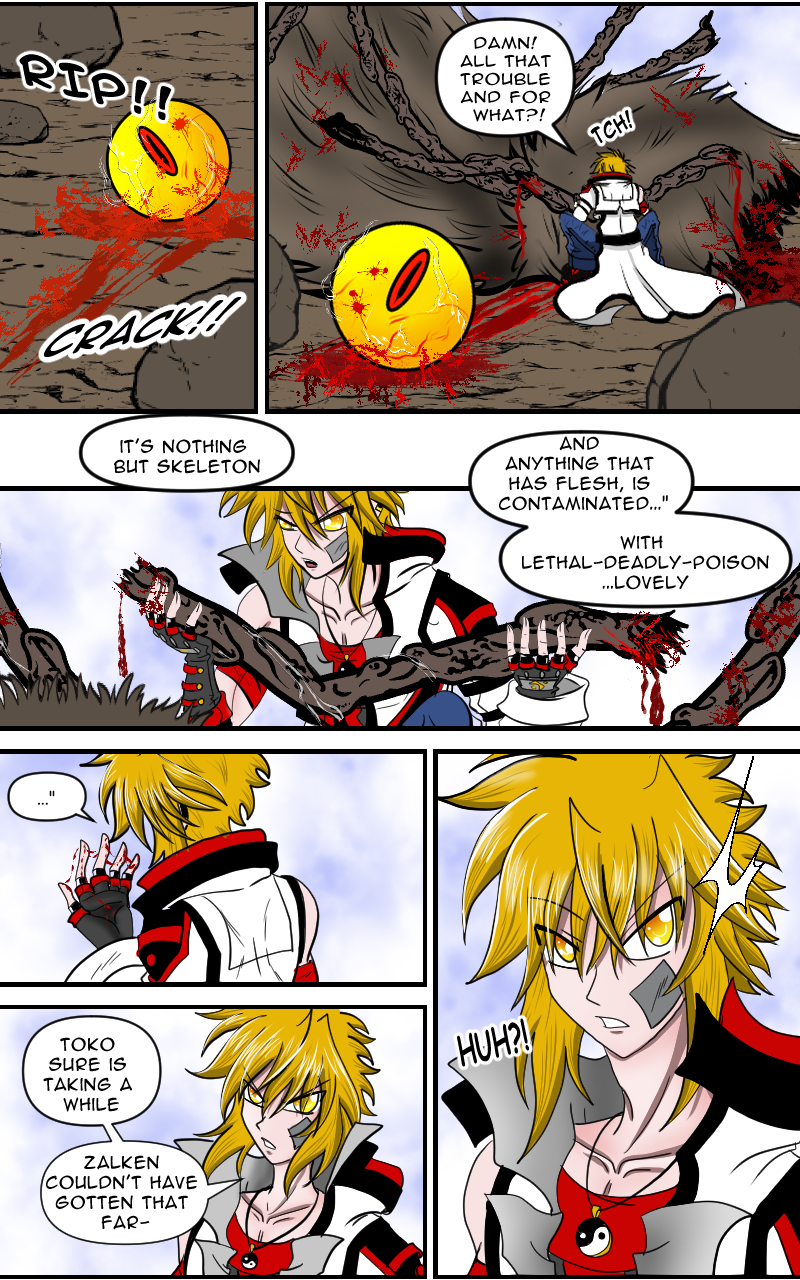 RIP!!
CRACK!!!
DAMN!
ALL THAT
TROUBLE
AND FOR
WHAT?!
TCH!
IT'S NOTHING
BUT SKELETON
AND
ANYTHING THAT
HAS FLESH, IS
CONTAMINATED..."
WITH
LETHAL-DEADLY-POISON
...LOVELY
..."
TOKO
SURE IS
TAKING A
WHILE
ZALKEN
COULDN'T HAVE
GOTTEN THAT
FAR-
HUH?!